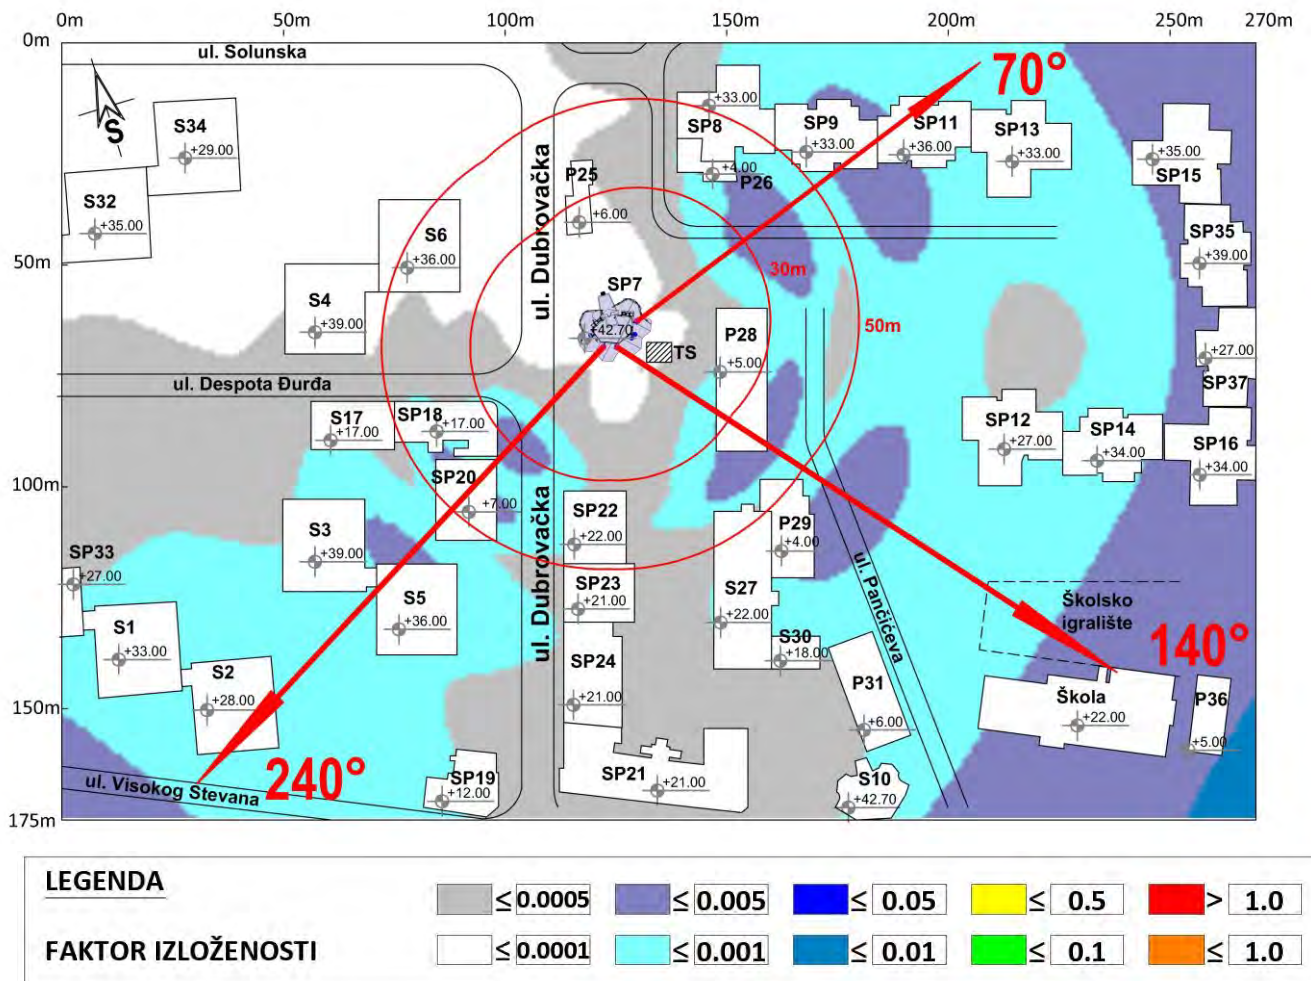 0m
50m
100m
150m
200m
250m
270m
0m
ul. Solunska
70°
S
S34
+29.00
S32
+35.00
S6
+36.00
S4
+39.00
P25
+6.00
ul. Dubrovačka
+33.00
SP8
+4.00
P26
SP9
+33.00
SP11
+36.00
SP13
+33.00
+35.00
SP15
SP35
+39.00
50m
30m
50m
SP7
+42.70
TS
P28
+5.00
+27.00
SP37
ul. Despota Đurđa
S17
+17.00
SP18
+17.00
SP20
+7.00
SP12
+27.00
SP14
+34.00
SP16
+34.00
100m
S3
+39.00
SP22
+22.00
P29
+4.00
SP33
+27.00
S5
+36.00
SP23
+21.00
S27
+22.00
ul. Dubrovačka
ul. Pančićeva
Školsko
igralište
140°
S1
+33.00
S2
+28.00
SP24
+21.00
S30
+18.00
P31
+6.00
Škola
+22.00
P36
+5.00
150m
ul. Visokog Stevana
240°
SP19
+12.00
SP21
+21.00
S10
+42.70
175m
LEGENDA
≤ 0.0005
≤ 0.005
≤ 0.05
≤ 0.5
> 1.0
FAKTOR IZLOŽENOSTI
≤ 0.0001
≤ 0.001
≤ 0.01
≤ 0.1
≤ 1.0